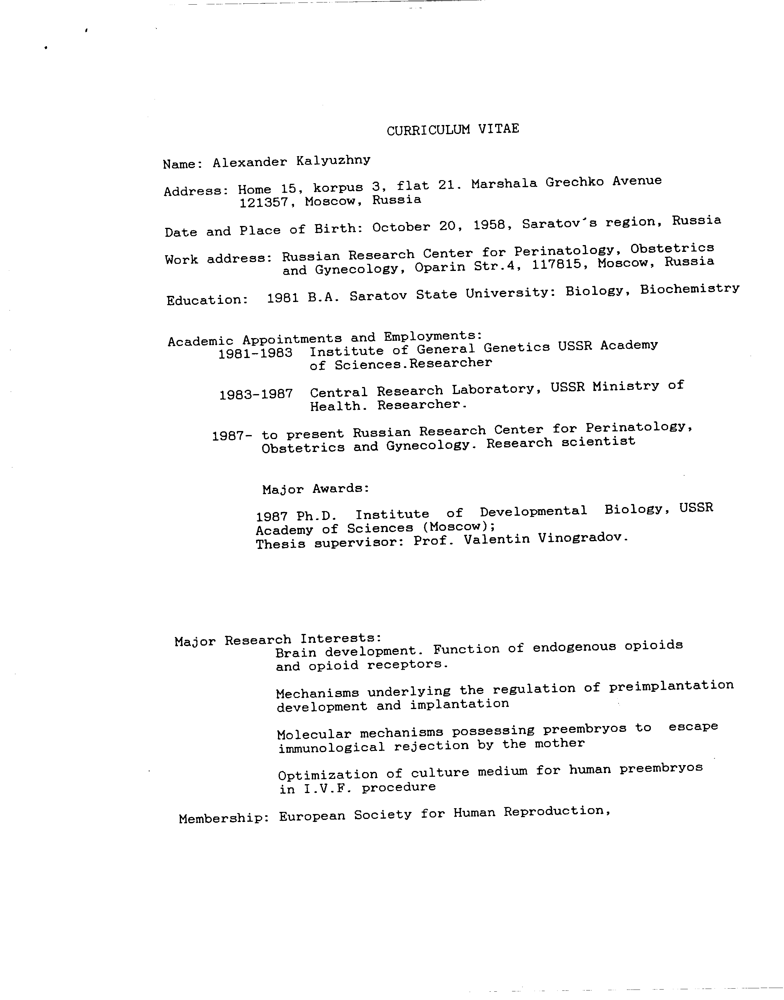 CURRICULUM VITAE
Name: Alexander Kalyuzhny
Address: Home 15, korpus 3, flat 21. Marshala Grechko Avenue
121357, Moscow, Russia
Date and Place of Birth: October 20, 1958, Saratov's region, Russia
Work address: Russian Research Center for Perinatology, Obstetrics
and Gynecology, Oparin Str.4, 117815, Moscow, Russia
Education: 1981 B.A. Saratov State University: Biology, Biochemistry
Academic Appointments and Employments:
1981-1983 Institute of General Genetics USSR Academy
of Sciences.Researcher
1983-1987 Central Research Laboratory, USSR Ministry of
Health. Researcher.
1987- to present Russian Research Center for Perinatology,
Obstetrics and Gynecology. Research scientist
Major Awards:
1987 Ph.D. Institute of Developmental Biology, USSR
Academy of Sciences (Moscow);
Thesis supervisor: Prof. Valentin Vinogradov.
Major Research Interests:
Brain development. Function of endogenous opioids
and opioid receptors.
Mechanisms underlying the regulation of preimplantation
development and implantation
Molecular mechanisms possessing preembryos to escape
immunological rejection by the mother
Optimization of culture medium for human preembryos
in I.V.F. procedure
Membership: European Society for Human Reproduction,